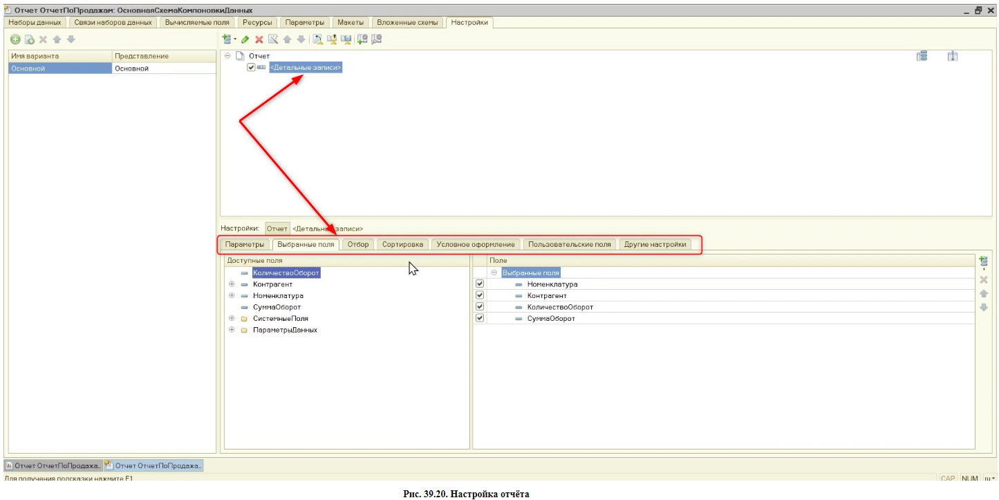 Отчет ОтчетПоПродажам: ОсновнаяСхемаКомпоновкиДанных
Наборы данных Связи наборов данных Вычисляемые поля Ресурсы Параметры Макеты Вложенные схемы Настройки
Имя варианта Представление
Основной Основной
Отчет
<Детальные записи>
Настройки: Отчет <Детальные записи>
Параметры Выбранные поля Отбор Сортировка Условное оформление Пользовательские поля Другие настройки
Доступные поля Поле
КоличествоОборот Выбранные поля
Контрагент Номенклатура
Номенклатура Контрагент
СуммаОборот КоличествоОборот
СистемныеПоля СуммаОборот
ПараметрыДанных
Отчет ОтчетПоПродажа... Отчет ОтчетПоПродажа...
Для получения подсказки нажмите F1 CAP NUM ru
Рис. 39.20. Настройка отчёта